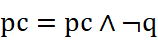 pc = pc ∧ ¬q